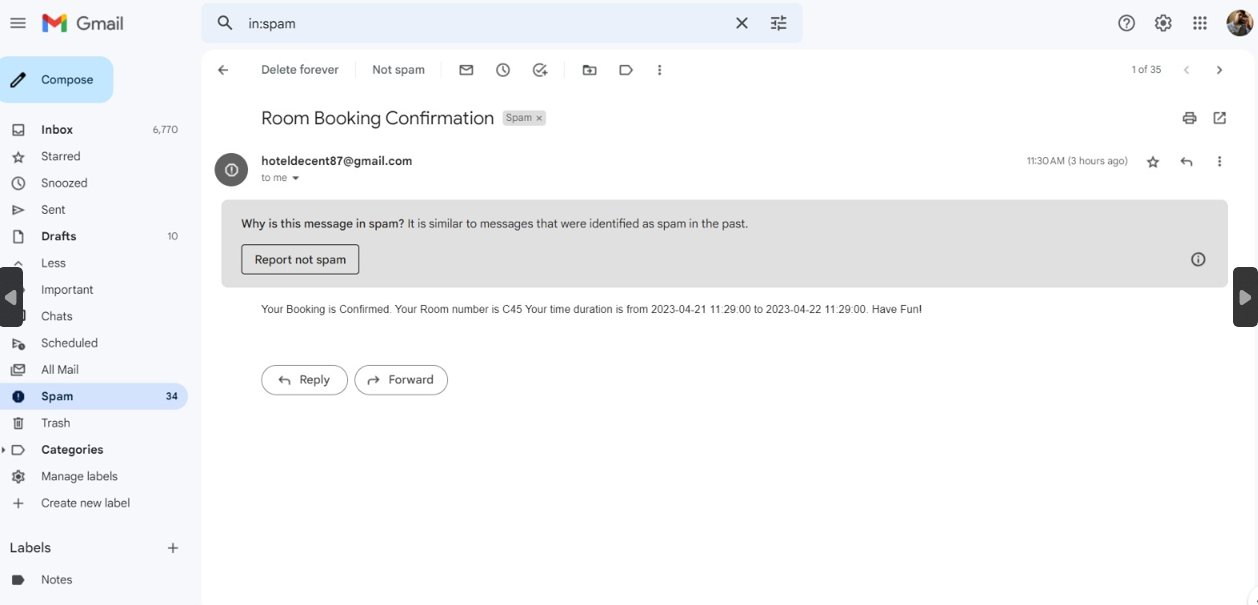 Gmail
in:spam
Compose
Delete forever
Not spam
1 of 35
Inbox 6,770
Starred
Snoozed
Sent
Drafts 10
Less
Important
Chats
Scheduled
All Mail
Spam 34
Trash
Categories
Manage labels
Create new label
Labels
Notes
Room Booking Confirmation Spam ×
hoteldecent87@gmail.com 11:30 AM (3 hours ago)
to me
Why is this message in spam? It is similar to messages that were identified as spam in the past.
Report not spam
Your Booking is Confirmed. Your Room number is C45 Your time duration is from 2023-04-21 11:29:00 to 2023-04-22 11:29:00. Have Fun!
Reply Forward